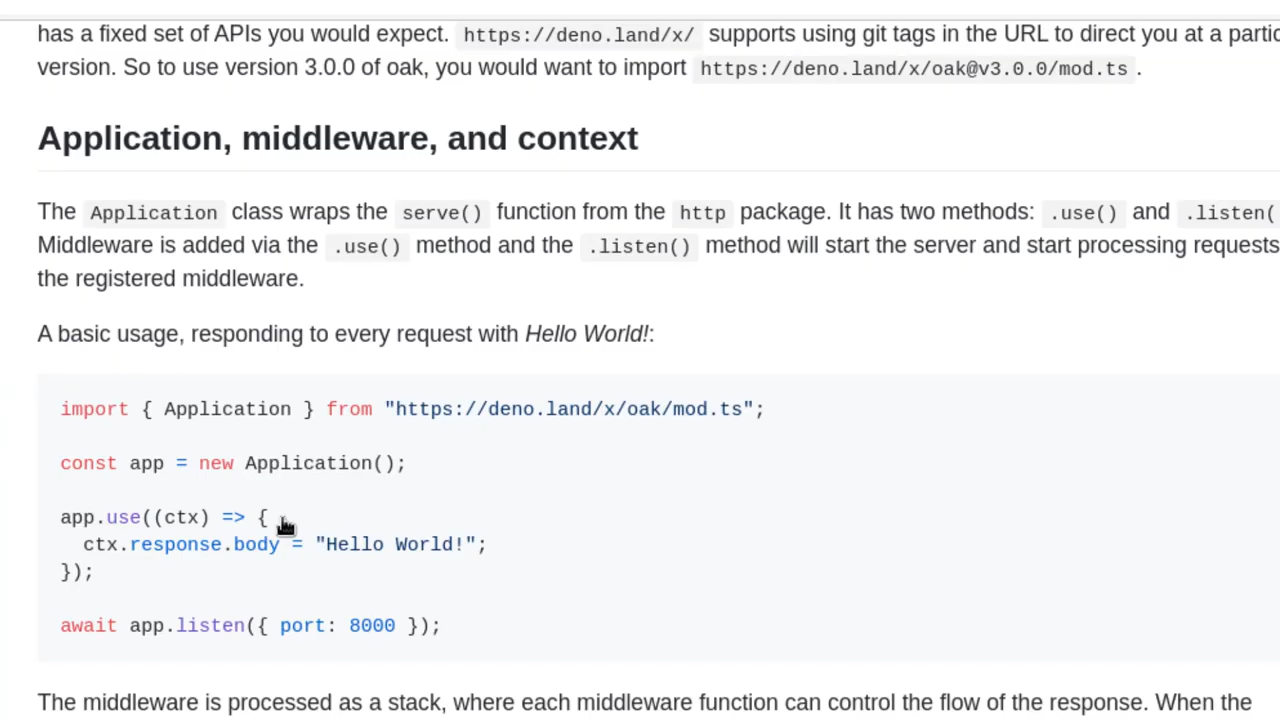 has a fixed set of APIs you would expect. https://deno.land/x/ supports using git tags in the URL to direct you at a
version. So to use version 3.0.0 of oak, you would want to import https://deno.land/x/oak@v3.0.0/mod.ts.
Application, middleware, and context
The Application class wraps the serve() function from the http package. It has two methods: .use() and .listen(
Middleware is added via the .use() method and the .listen() method will start the server and start processing requests
the registered middleware.
A basic usage, responding to every request with Hello World!:
import { Application } from "https://deno.land/x/oak/mod.ts";
const app = new Application();
app.use((ctx) => {
  ctx.response.body = "Hello World!";
});
await app.listen({ port: 8000 });
The middleware is processed as a stack, where each middleware function can control the flow of the response. When the